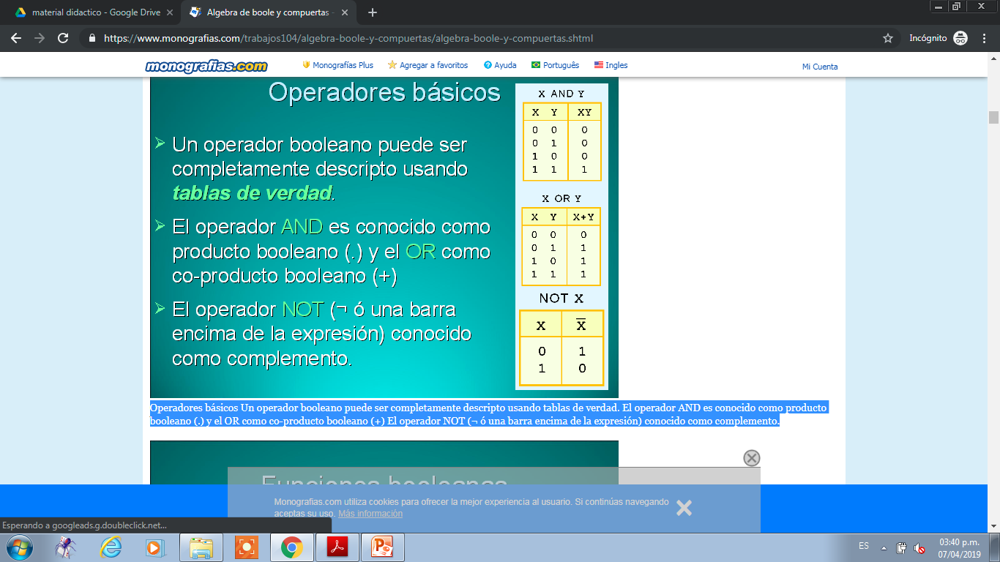 material didactico - Google Drive
Algebra de boole y compuertas -
https://www.monografias.com/trabajos104/algebra-boole-y-compuertas/algebra-boole-y-compuertas.shtml
Incógnito
monografias.com
Monografías Plus
Agregar a favoritos
Ayuda
Português
Ingles
Mi Cuenta
Operadores básicos
Un operador booleano puede ser
completamente descripto usando
tablas de verdad.
El operador AND es conocido como
producto booleano (.) y el OR como
co-producto booleano (+)
El operador NOT (¬ ó una barra
encima de la expresión) conocido
como complemento.
X AND Y
X Y XY
0 0 0
0 1 0
1 0 0
1 1 1
X OR Y
X Y X+Y
0 0 0
0 1 1
1 0 1
1 1 1
NOT X
X X̅
0 1
1 0
Operadores básicos Un operador booleano puede ser completamente descripto usando tablas de verdad. El operador AND es conocido como producto
booleano (.) y el OR como co-producto booleano (+) El operador NOT (¬ ó una barra encima de la expresión) conocido como complemento.
Funciones booleanas
Monografias.com utiliza cookies para ofrecer la mejor experiencia al usuario. Si continúas navegando
aceptas su uso. Más información
Esperando a googleads.g.doubleclick.net...
ES
03:40 p.m.
07/04/2019